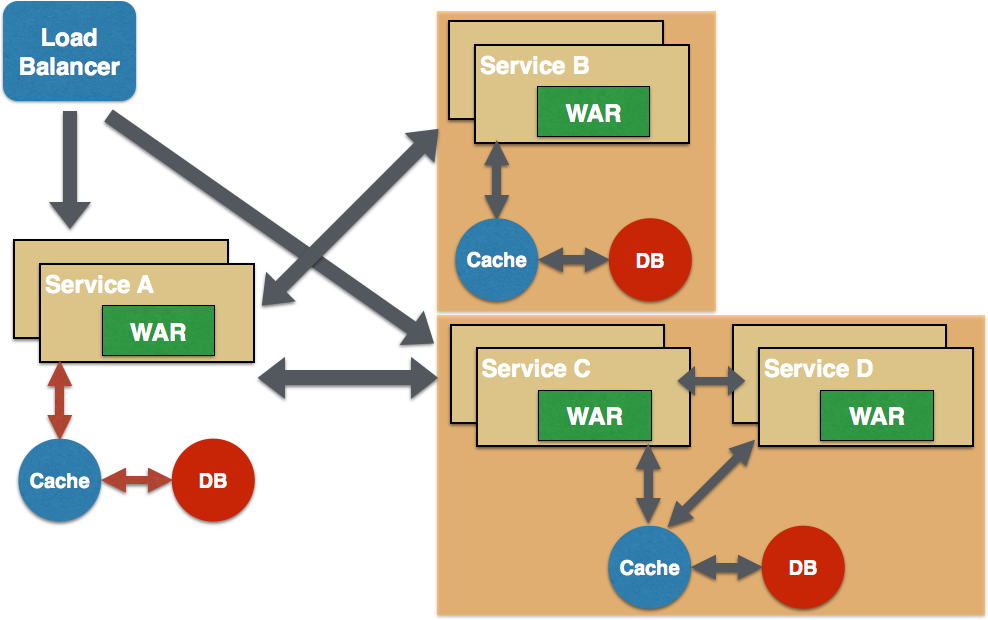 Load
Balancer
Service B
WAR
Cache
DB
Service A
WAR
Cache
DB
Service C
WAR
Service D
WAR
Cache
DB